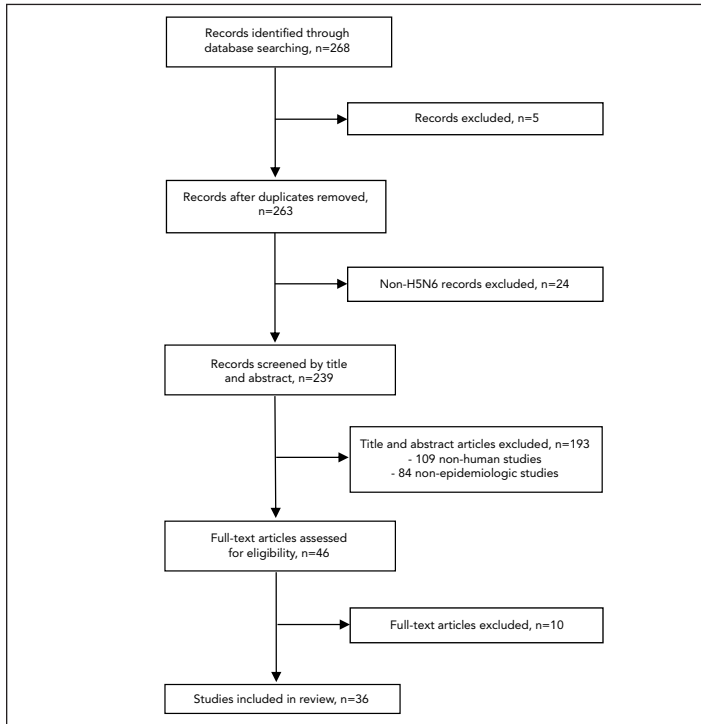 Records identified through
database searching, n=268
Records excluded, n=5
Records after duplicates removed,
n=263
Non-H5N6 records excluded, n=24
Records screened by title
and abstract, n=239
Title and abstract articles excluded, n=193
- 109 non-human studies
- 84 non-epidemiologic studies
Full-text articles assessed
for eligibility, n=46
Full-text articles excluded, n=10
Studies included in review, n=36